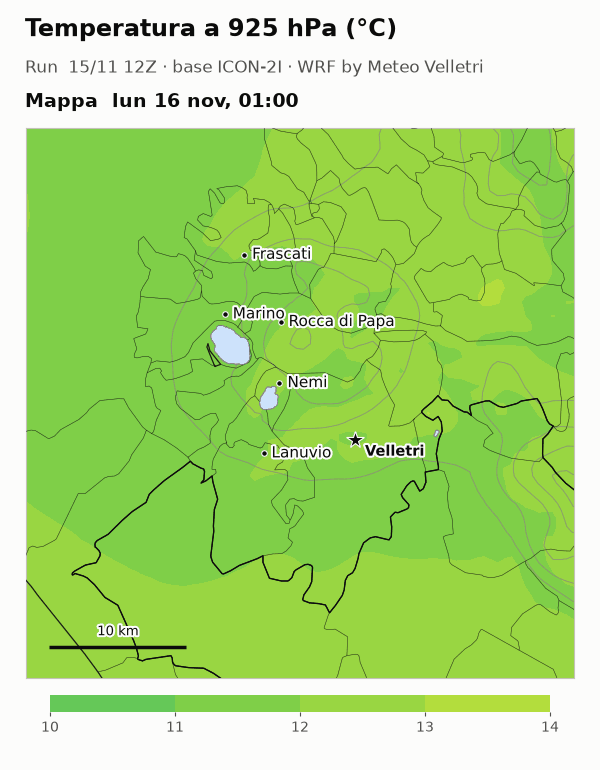 Temperatura a 925 hPa (°C)
Run  15/11 12Z · base ICON-2I · WRF by Meteo Velletri
Mappa  lun 16 nov, 01:00
Frascati
Marino
Rocca di Papa
Nemi
Velletri
Lanuvio
10 km
10 11 12 13 14